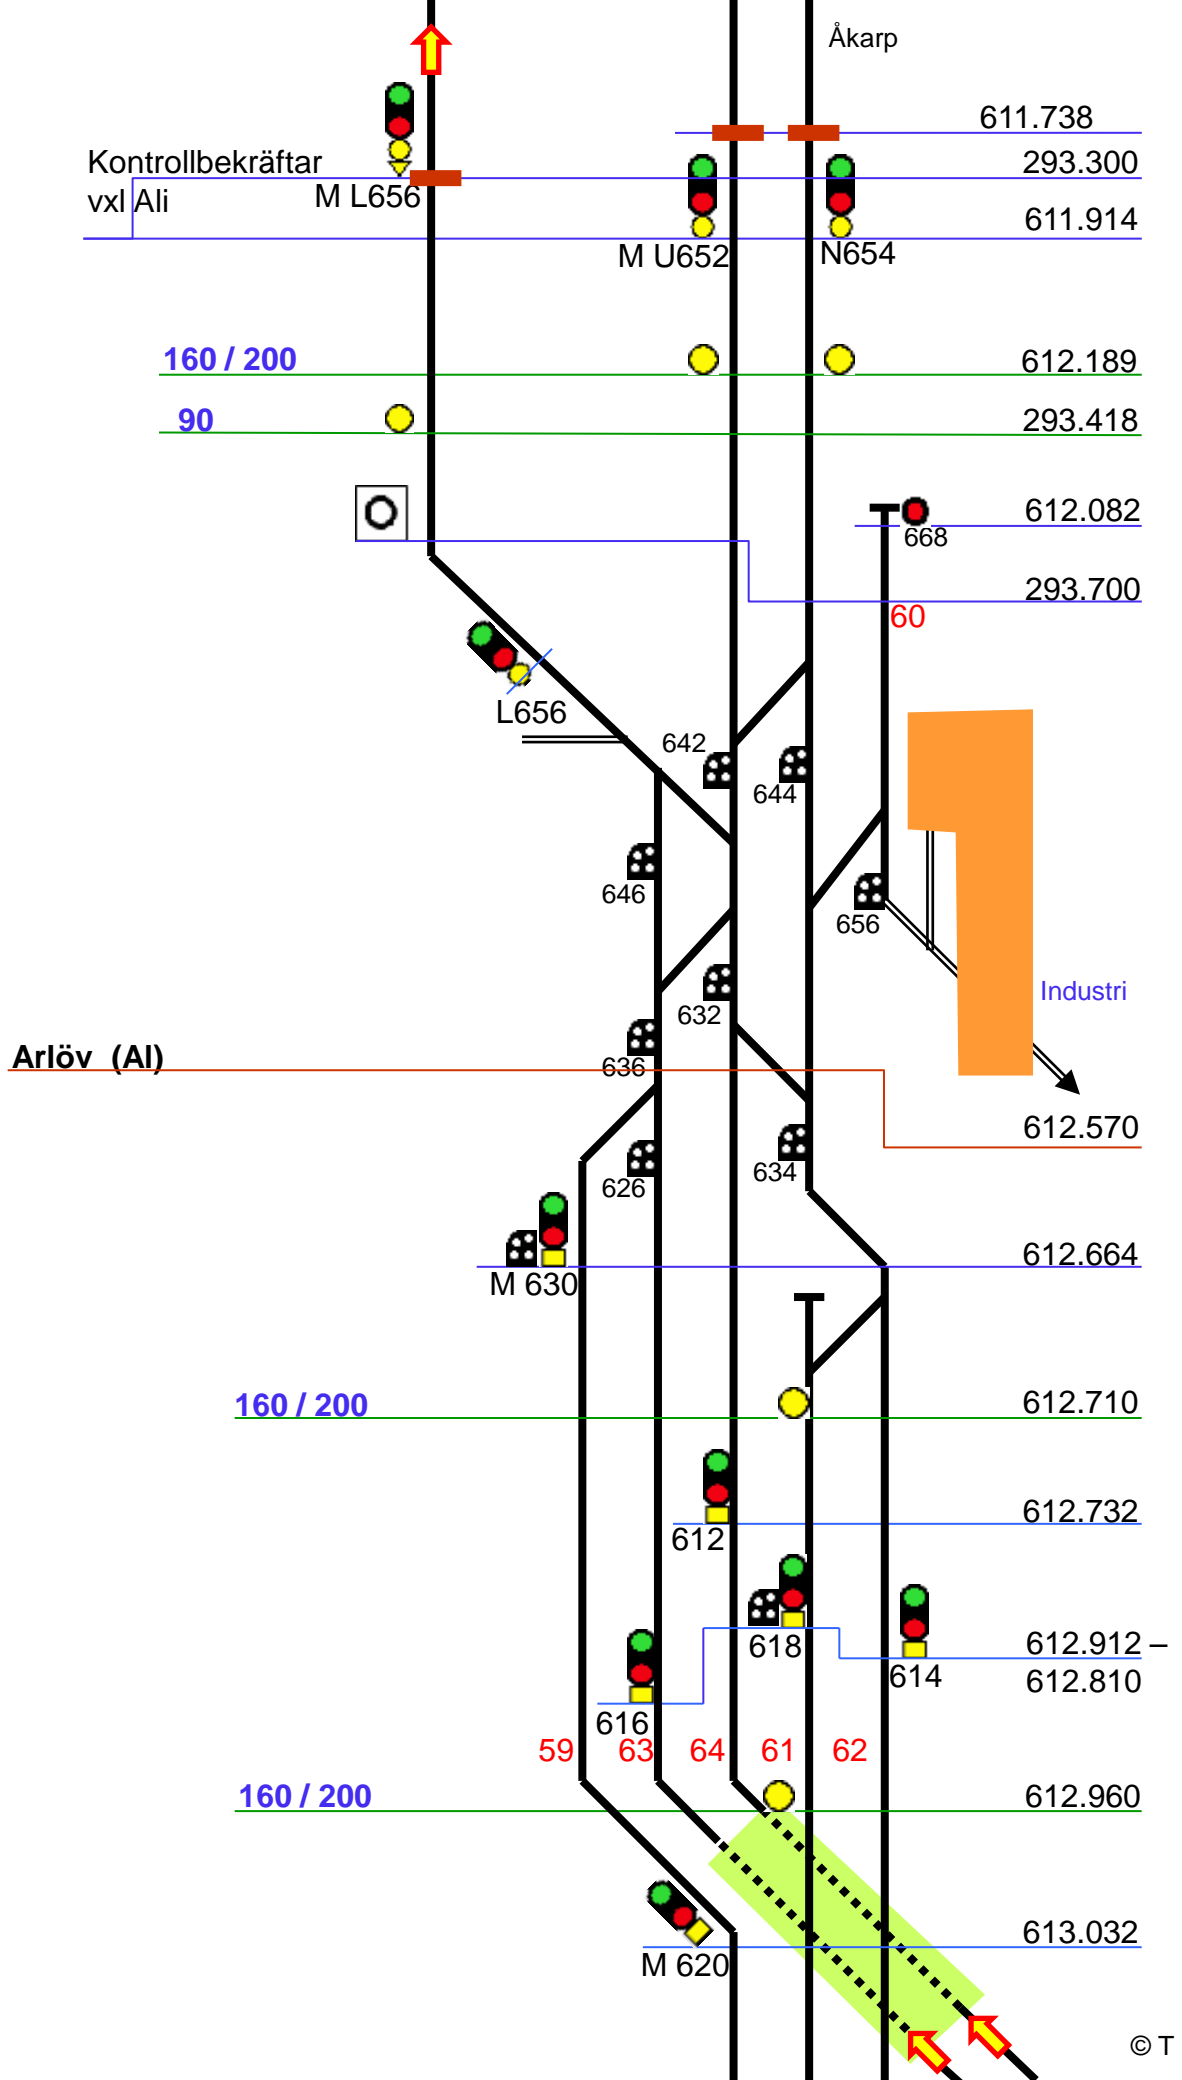 Åkarp
611.738
Kontrollbekräftar
293.300
vxl Ali
M L656
611.914
M U652
N654
160 / 200
612.189
90
293.418
612.082
668
293.700
60
L656
642
644
646
656
Industri
632
Arlöv (Al)
636
612.570
634
626
612.664
M 630
160 / 200
612.710
612.732
612
618
612.912 –
614
612.810
616
59
63
64
61
62
160 / 200
612.960
613.032
M 620
© T